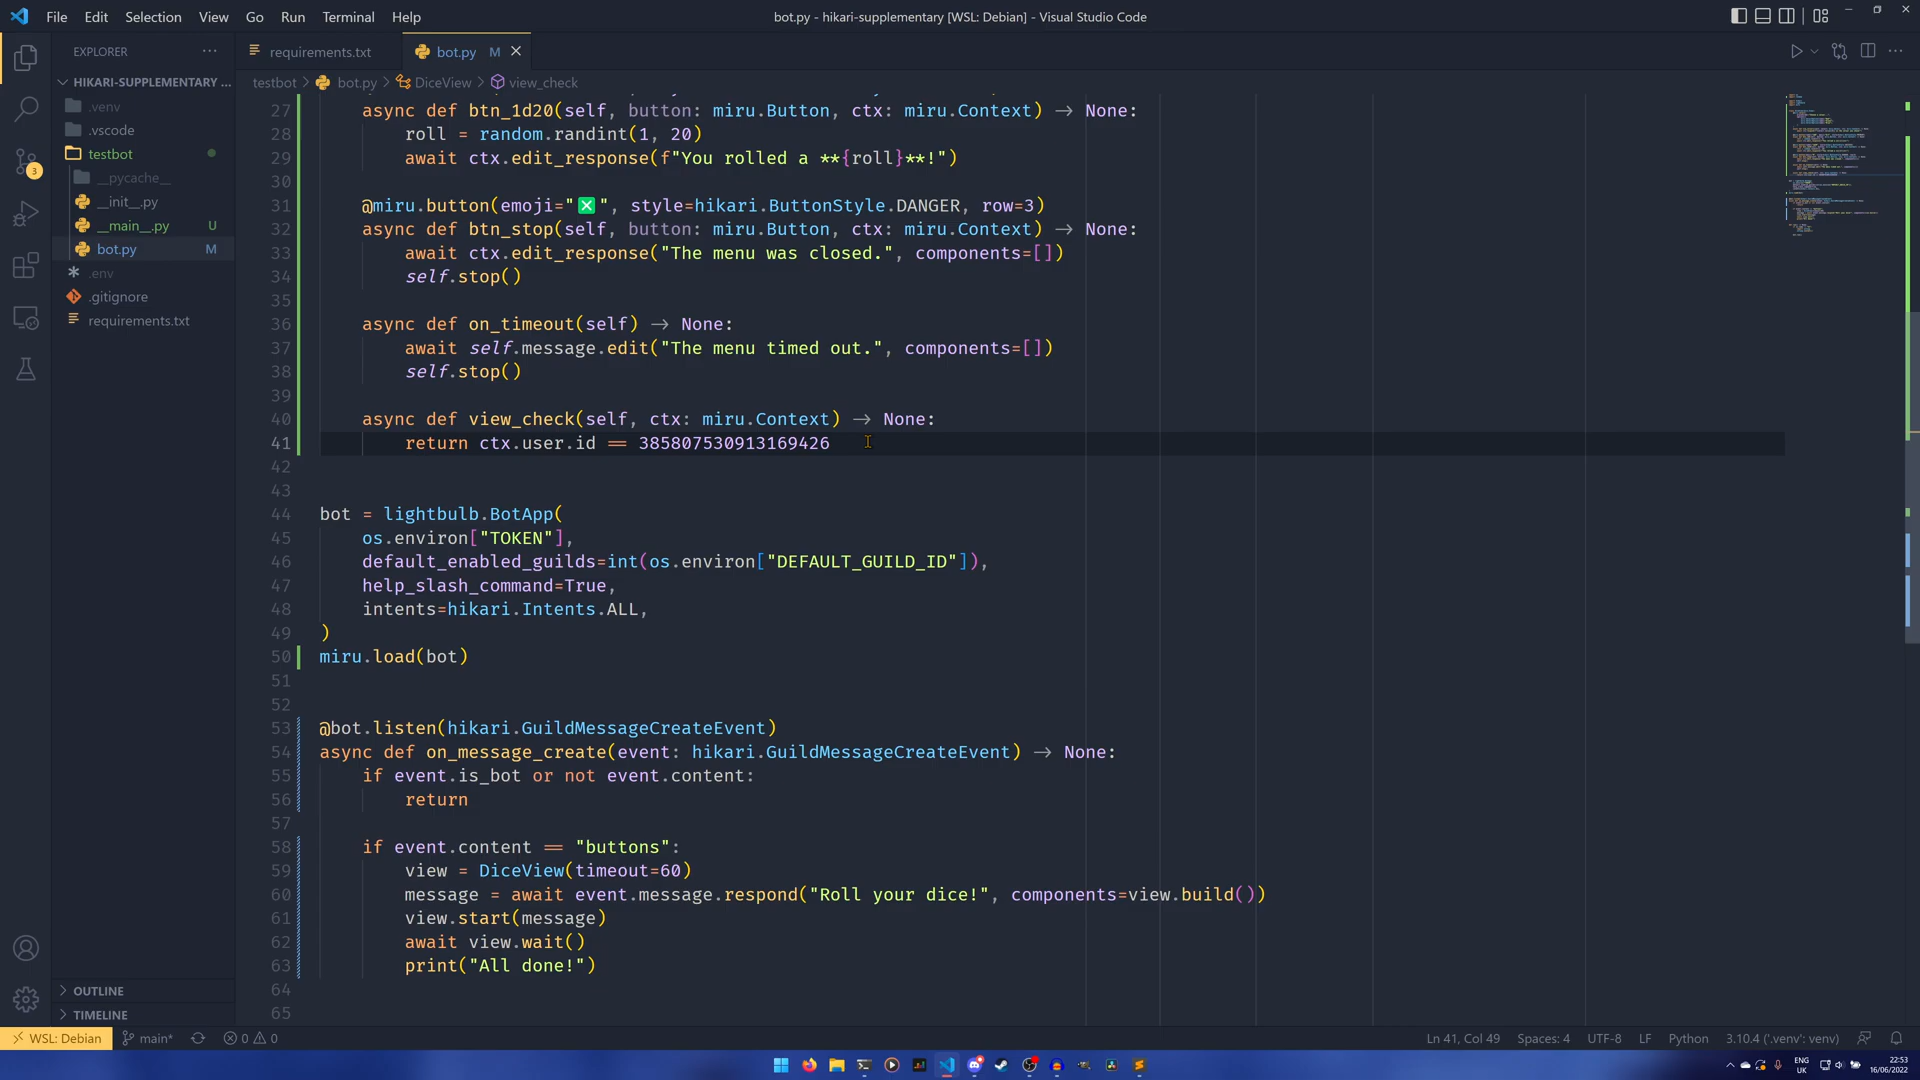 File Edit Selection View Go Run Terminal Help
bot.py - hikari-supplementary [WSL: Debian] - Visual Studio Code
EXPLORER
requirements.txt
bot.py M
HIKARI-SUPPLEMENTARY ...
testbot > bot.py > DiceView > view_check
.venv
.vscode
testbot
__pycache__
__init__.py
__main__.py U
bot.py M
.env
.gitignore
requirements.txt
27 async def btn_1d20(self, button: miru.Button, ctx: miru.Context) -> None:
28 roll = random.randint(1, 20)
29 await ctx.edit_response(f"You rolled a **{roll}**!")
30
31 @miru.button(emoji="❎", style=hikari.ButtonStyle.DANGER, row=3)
32 async def btn_stop(self, button: miru.Button, ctx: miru.Context) -> None:
33 await ctx.edit_response("The menu was closed.", components=[])
34 self.stop()
35
36 async def on_timeout(self) -> None:
37 await self.message.edit("The menu timed out.", components=[])
38 self.stop()
39
40 async def view_check(self, ctx: miru.Context) -> None:
41 return ctx.user.id == 385807530913169426
42
43
44 bot = lightbulb.BotApp(
45 os.environ["TOKEN"],
46 default_enabled_guilds=int(os.environ["DEFAULT_GUILD_ID"]),
47 help_slash_command=True,
48 intents=hikari.Intents.ALL,
49 )
50 miru.load(bot)
51
52
53 @bot.listen(hikari.GuildMessageCreateEvent)
54 async def on_message_create(event: hikari.GuildMessageCreateEvent) -> None:
55 if event.is_bot or not event.content:
56 return
57
58 if event.content == "buttons":
59 view = DiceView(timeout=60)
60 message = await event.message.respond("Roll your dice!", components=view.build())
61 view.start(message)
62 await view.wait()
63 print("All done!")
64
65
3
OUTLINE
TIMELINE
WSL: Debian main* 0 0
Ln 41, Col 49 Spaces: 4 UTF-8 LF Python 3.10.4 ('.venv': venv)
ENG
UK
22:53
16/06/2022